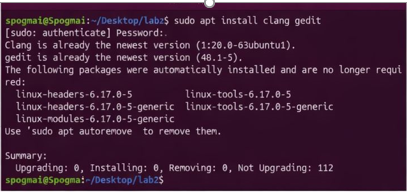 spogmai@Spogmai:~/Desktop/lab2$ sudo apt install clang gedit
[sudo: authenticate] Password:
Clang is already the newest version (1:20.0-63ubuntu1).
gedit is already the newest version (48.1-5).
The following packages were automatically installed and are no longer requi
red:
linux-headers-6.17.0-5 linux-tools-6.17.0-5
linux-headers-6.17.0-5-generic linux-tools-6.17.0-5-generic
linux-modules-6.17.0-5-generic
Use 'sudo apt autoremove to remove them.
Summary:
Upgrading: 0, Installing: 0, Removing: 0, Not Upgrading: 112
spogmai@Spogma:~/Desktop/lab2$